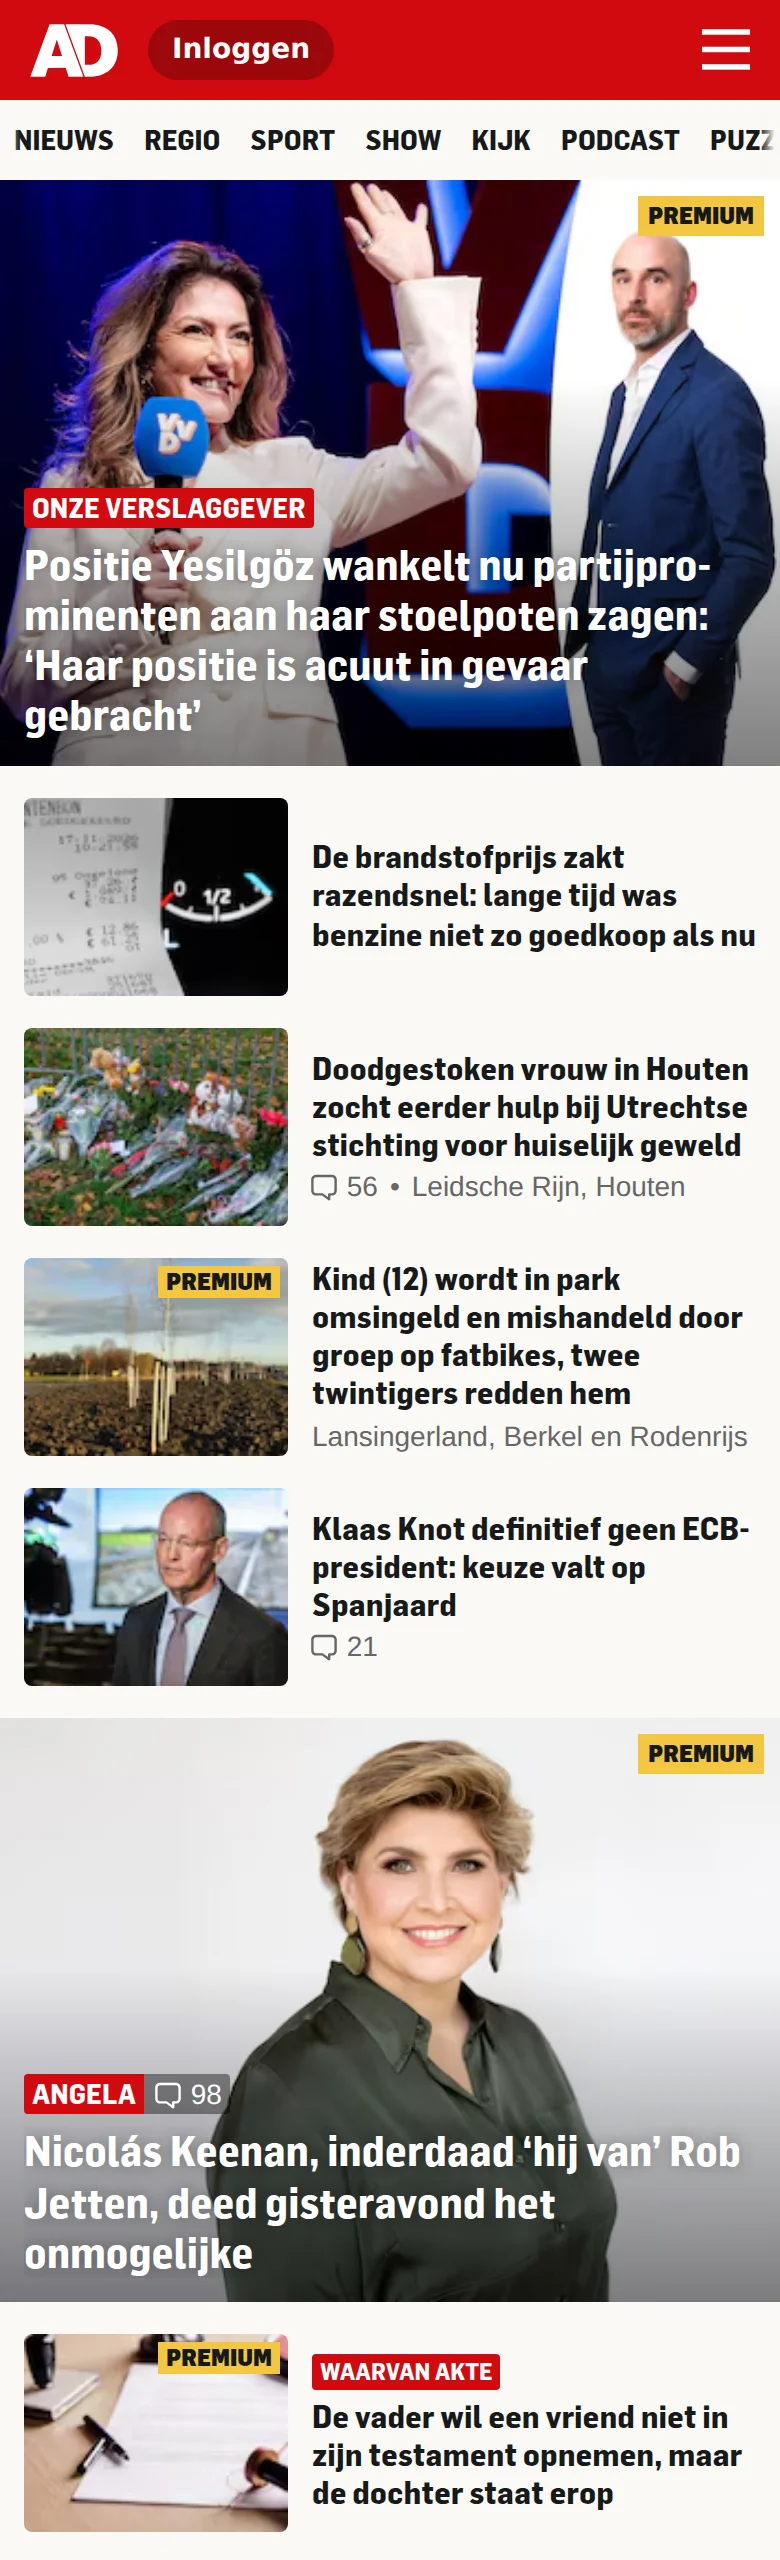 AD
Inloggen
NIEUWS REGIO SPORT SHOW KIJK PODCAST PUZZ
PREMIUM
VVD
ONZE VERSLAGGEVER
Positie Yesilgöz wankelt nu partijpro-
minenten aan haar stoelpoten zagen:
‘Haar positie is acuut in gevaar
gebracht’
0 1/2
De brandstofprijs zakt
razendsnel: lange tijd was
benzine niet zo goedkoop als nu
Doodgestoken vrouw in Houten
zocht eerder hulp bij Utrechtse
stichting voor huiselijk geweld
56 • Leidsche Rijn, Houten
PREMIUM
Kind (12) wordt in park
omsingeld en mishandeld door
groep op fatbikes, twee
twintigers redden hem
Lansingerland, Berkel en Rodenrijs
Klaas Knot definitief geen ECB-
president: keuze valt op
Spanjaard
21
PREMIUM
ANGELA 98
Nicolás Keenan, inderdaad ‘hij van’ Rob
Jetten, deed gisteravond het
onmogelijke
PREMIUM
WAARVAN AKTE
De vader wil een vriend niet in
zijn testament opnemen, maar
de dochter staat erop